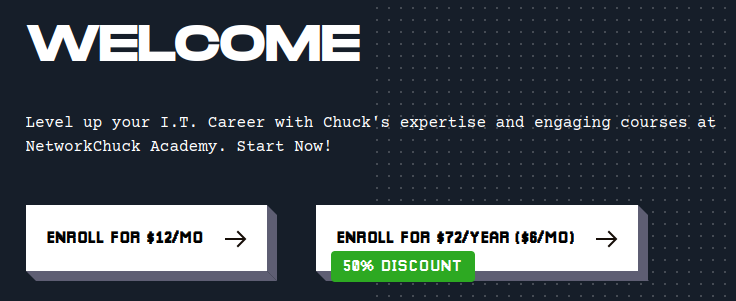 WELCOME
Level up your I.T. Career with Chuck's expertise and engaging courses at
NetworkChuck Academy. Start Now!
ENROLL FOR $12/MO
ENROLL FOR $72/YEAR ($6/MO)
50% DISCOUNT